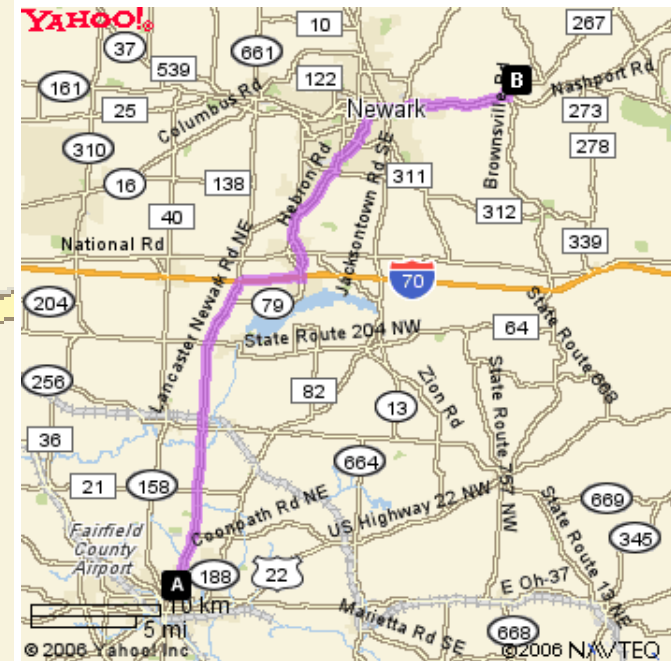 YAHOO!®
10
267
37
661
539
122
B
Nashport Rd
161
25
Columbus Rd
Newark
Brownsville Rd
273
310
278
16
138
Hebron Rd
Jacksontown Rd SE
311
40
312
National Rd
339
Lancaster Newark Rd NE
70
204
79
State Route 204 NW
64
State Route 668
256
82
Zion Rd
State Route 757 NW
13
36
664
21
158
Coonpath Rd NE
US Highway 22 NW
669
State Route 13 NE
345
Fairfield
County
Airport
A
188
22
E Oh-37
10 km
5 mi
Marietta Rd SE
668
© 2006 Yahoo! Inc
©2006 NAVTEQ